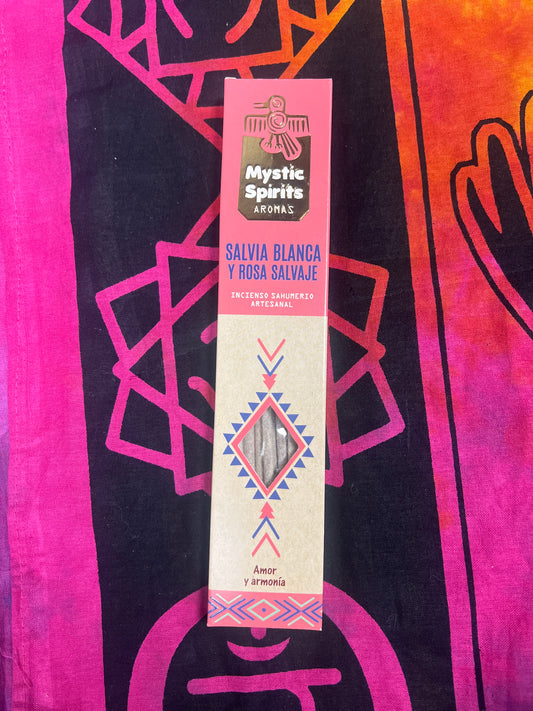 Mystic
Spirits
AROMAS
SALVIA BLANCA
Y ROSA SALVAJE
INCIENSO SAHUMERIO
ARTESANAL
Amor
y armonía